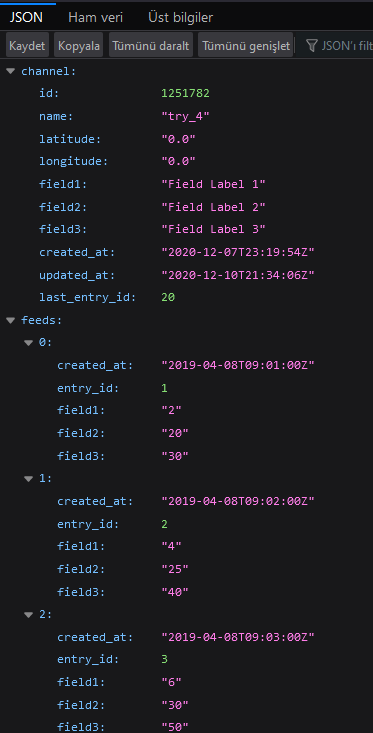 JSON Ham veri Üst bilgiler
Kaydet Kopyala Tümünü daralt Tümünü genişlet JSON'ı filt
channel:
id: 1251782
name: "try_4"
latitude: "0.0"
longitude: "0.0"
field1: "Field Label 1"
field2: "Field Label 2"
field3: "Field Label 3"
created_at: "2020-12-07T23:19:54Z"
updated_at: "2020-12-10T21:34:06Z"
last_entry_id: 20
feeds:
0:
created_at: "2019-04-08T09:01:00Z"
entry_id: 1
field1: "2"
field2: "20"
field3: "30"
1:
created_at: "2019-04-08T09:02:00Z"
entry_id: 2
field1: "4"
field2: "25"
field3: "40"
2:
created_at: "2019-04-08T09:03:00Z"
entry_id: 3
field1: "6"
field2: "30"
field3: "50"